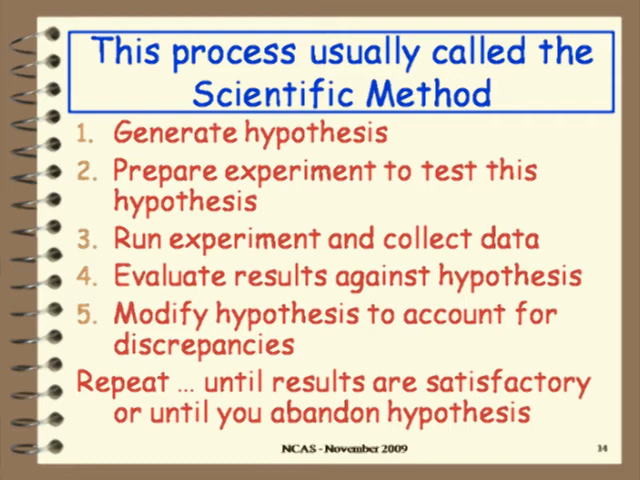 This process usually called the
Scientific Method
1. Generate hypothesis
2. Prepare experiment to test this
hypothesis
3. Run experiment and collect data
4. Evaluate results against hypothesis
5. Modify hypothesis to account for
discrepancies
Repeat ... until results are satisfactory
or until you abandon hypothesis
NCAS - November 2009
14